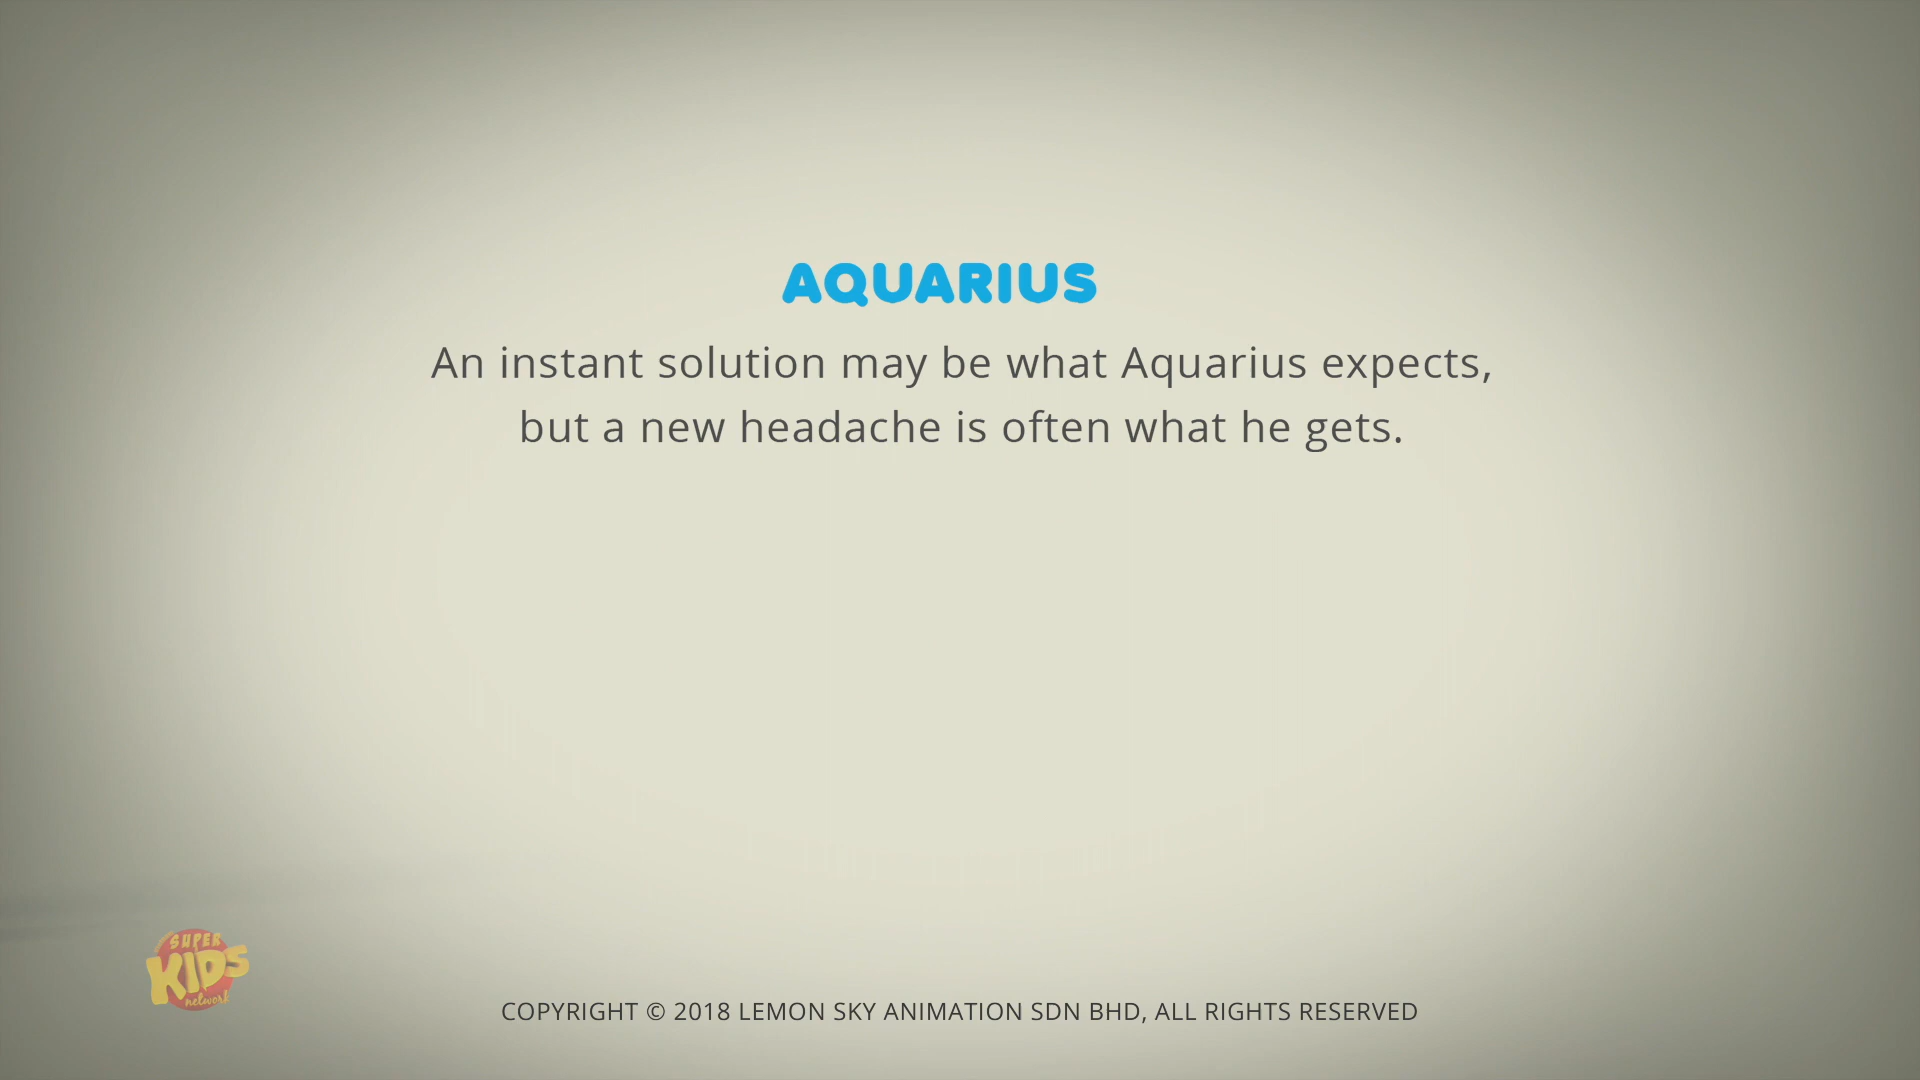 AQUARIUS
An instant solution may be what Aquarius expects,
but a new headache is often what he gets.
SUPER
KIDS
network
COPYRIGHT © 2018 LEMON SKY ANIMATION SDN BHD, ALL RIGHTS RESERVED